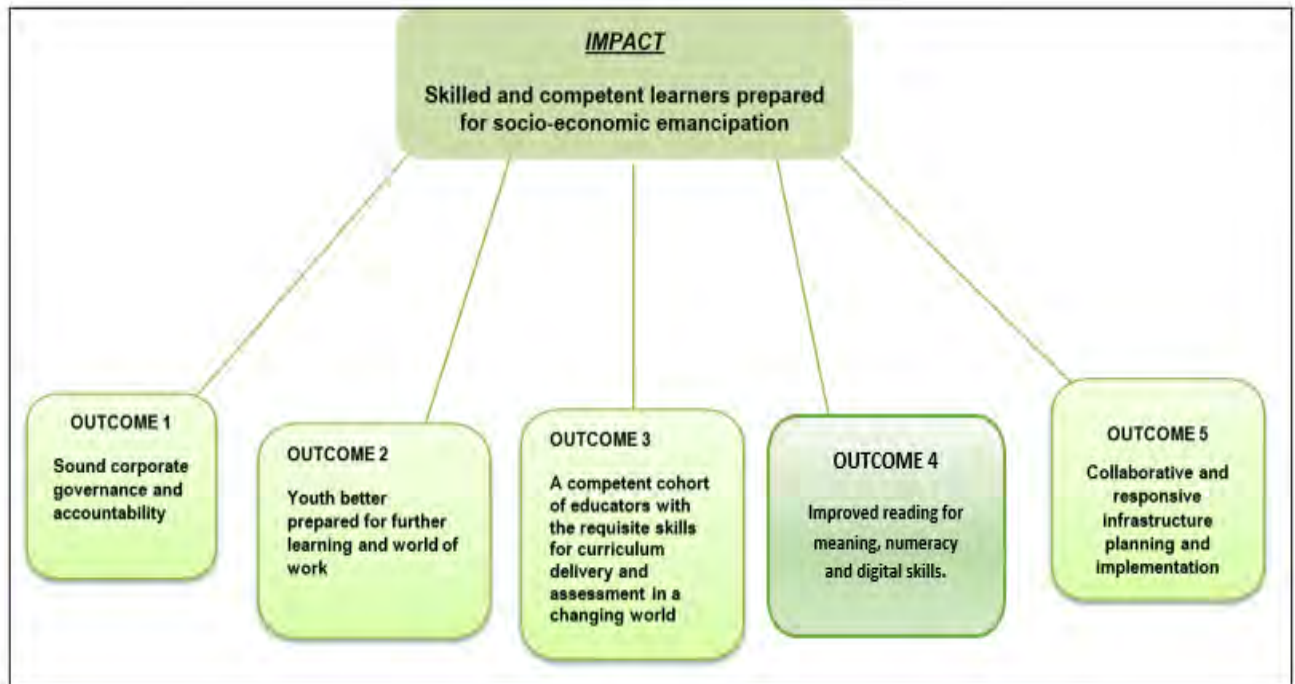 IMPACT
Skilled and competent learners prepared
for socio-economic emancipation
OUTCOME 1
Sound corporate
governance and
accountability
OUTCOME 2
Youth better
prepared for further
learning and world of
work
OUTCOME 3
A competent cohort
of educators with
the requisite skills
for curriculum
delivery and
assessment in a
changing world
OUTCOME 4
Improved reading for
meaning, numeracy
and digital skills.
OUTCOME 5
Collaborative and
responsive
infrastructure
planning and
implementation